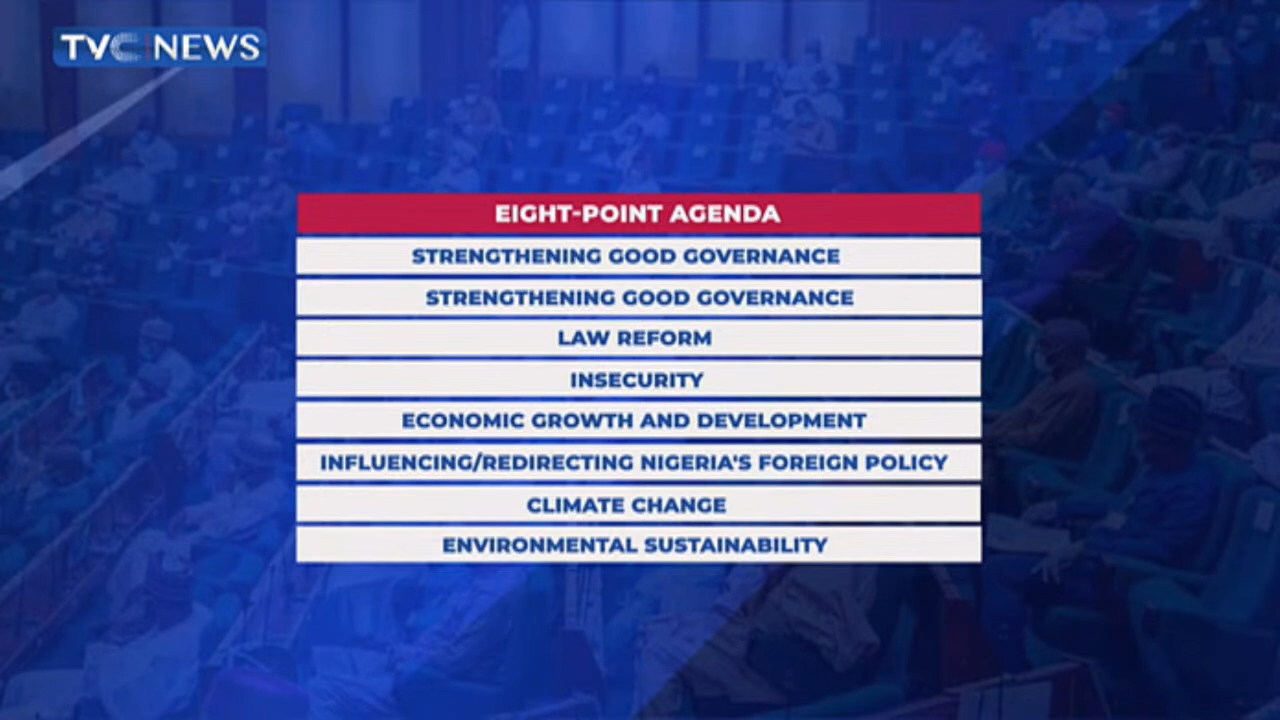 TVC NEWS
EIGHT-POINT AGENDA
STRENGTHENING GOOD GOVERNANCE
STRENGTHENING GOOD GOVERNANCE
LAW REFORM
INSECURITY
ECONOMIC GROWTH AND DEVELOPMENT
INFLUENCING/REDIRECTING NIGERIA'S FOREIGN POLICY
CLIMATE CHANGE
ENVIRONMENTAL SUSTAINABILITY